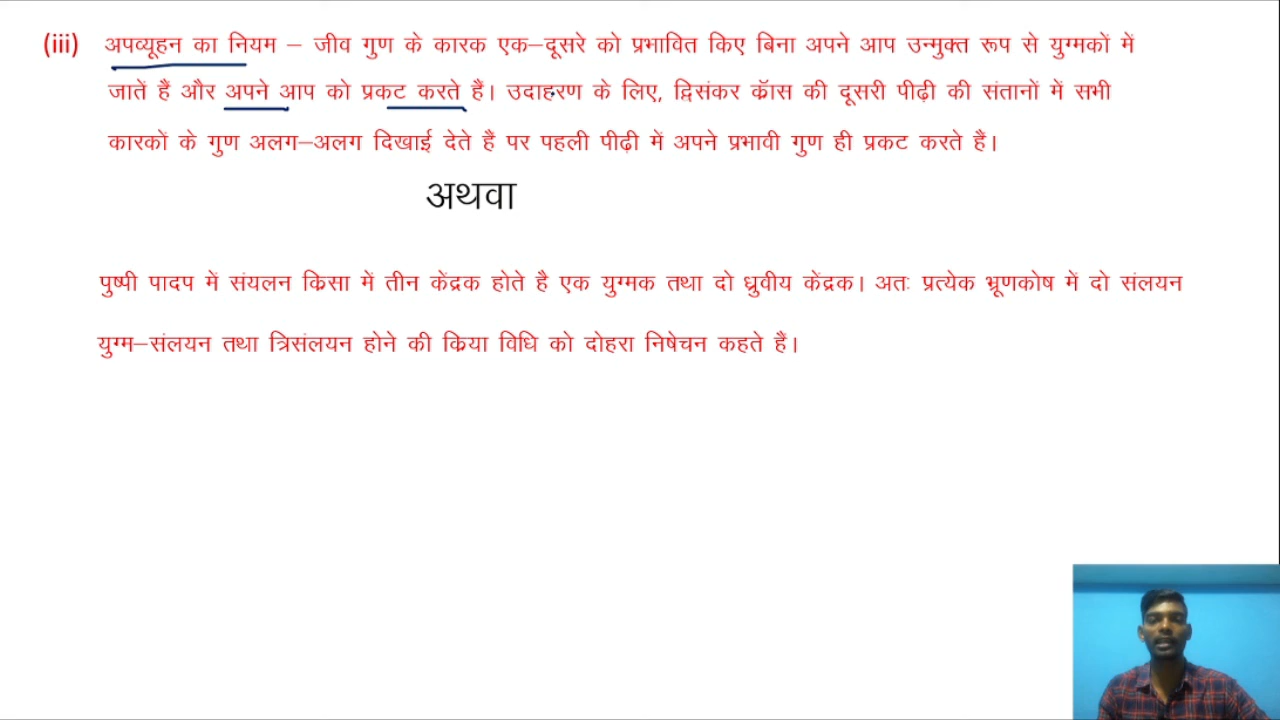 (iii) अपव्यूहन का नियम – जीव गुण के कारक एक–दूसरे को प्रभावित किए बिना अपने आप उन्मुक्त रूप से युग्मकों में
जाते हैं और अपने आप को प्रकट करते हैं। उदाहरण के लिए, द्विसंकर क्रॅास की दूसरी पीढ़ी की संतानों में सभी
कारकों के गुण अलग–अलग दिखाई देते हैं पर पहली पीढ़ी में अपने प्रभावी गुण ही प्रकट करते हैं।
अथवा
पुष्पी पादप में संयलन क्रिसा में तीन केंद्रक होते है एक युग्मक तथा दो ध्रुवीय केंद्रक। अतः प्रत्येक भ्रूणकोष में दो संलयन
युग्म–संलयन तथा त्रिसंलयन होने की क्रिया विधि को दोहरा निषेचन कहते हैं।